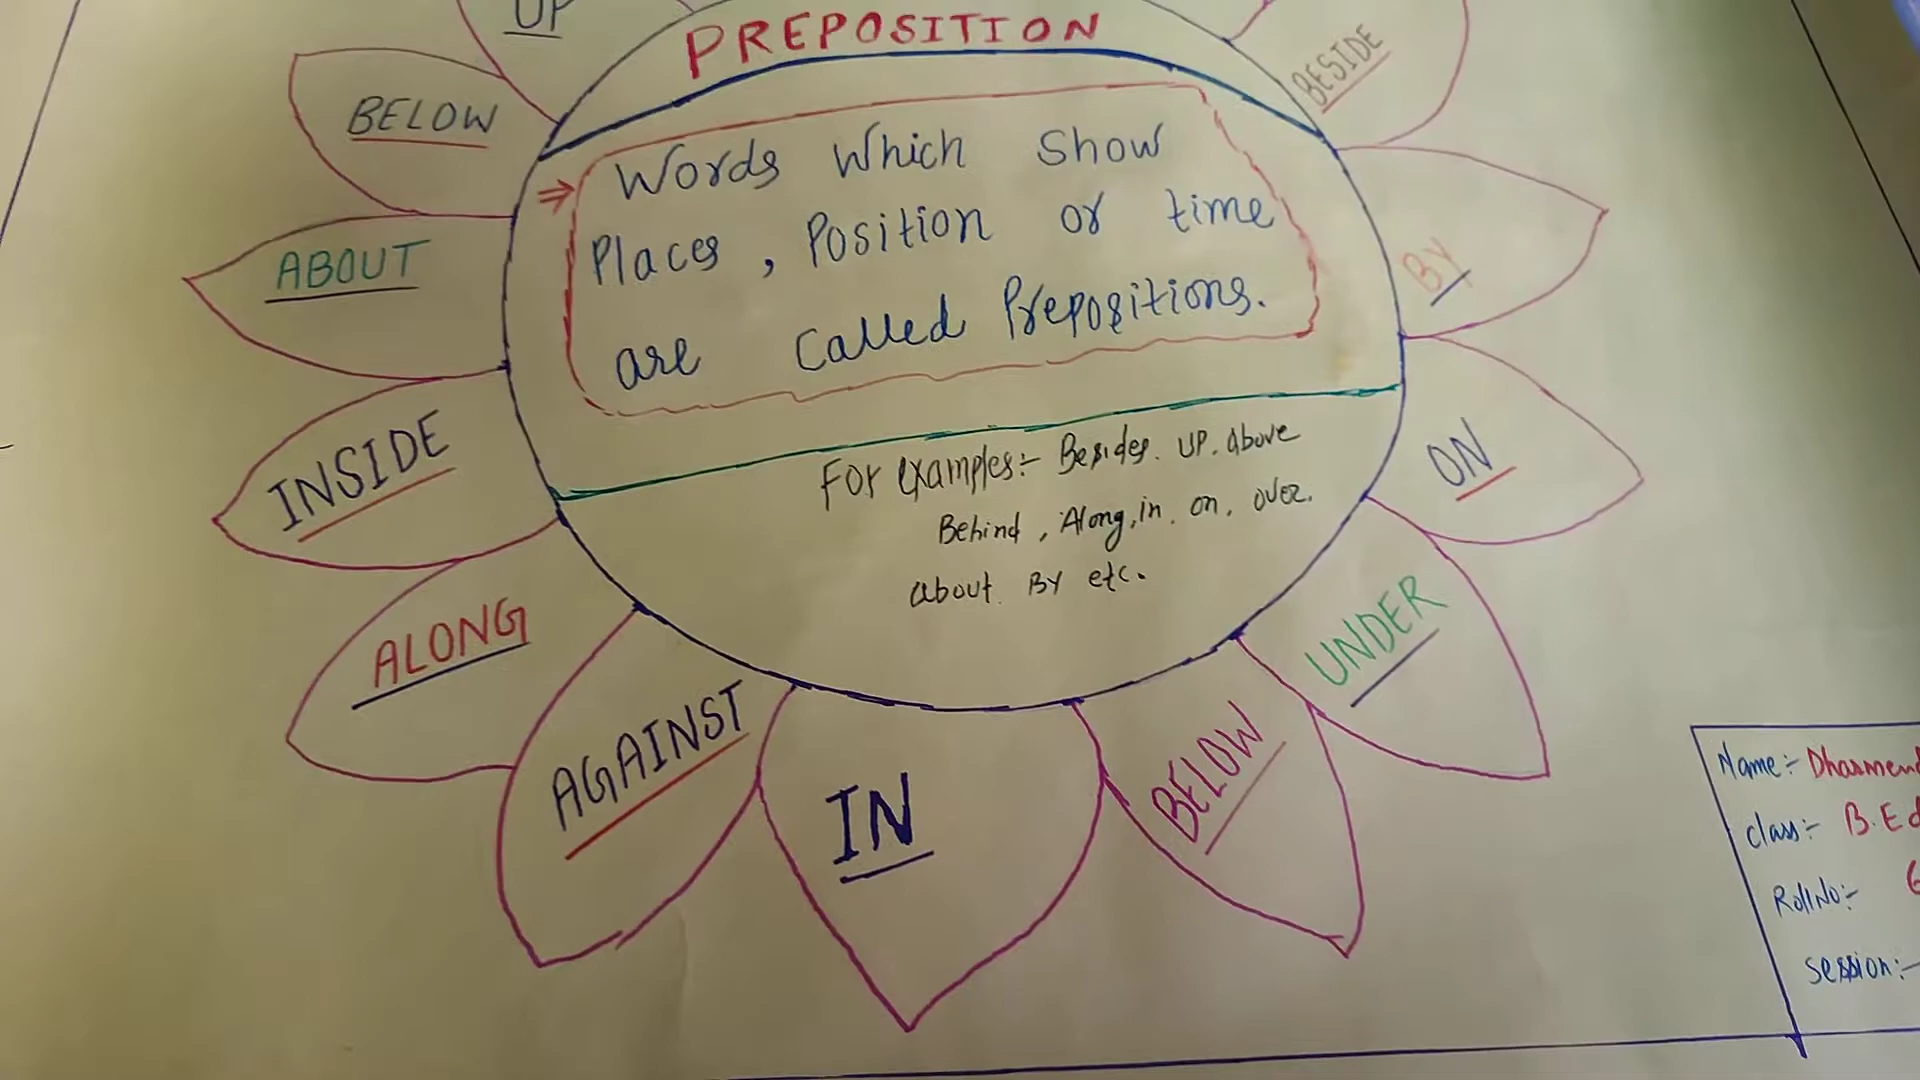 UP
PREPOSITION
BESIDE
BELOW
Words which show
Places, Position or time
are called Prepositions.
ABOUT
BY
INSIDE
ON
For examples:- Besides. UP. above
Behind, Along, in. on. over.
about. By etc.
ALONG
UNDER
AGAINST
IN
BELOW
Name:- Dharmend
class:- B.Ed
Roll No:-
session:-